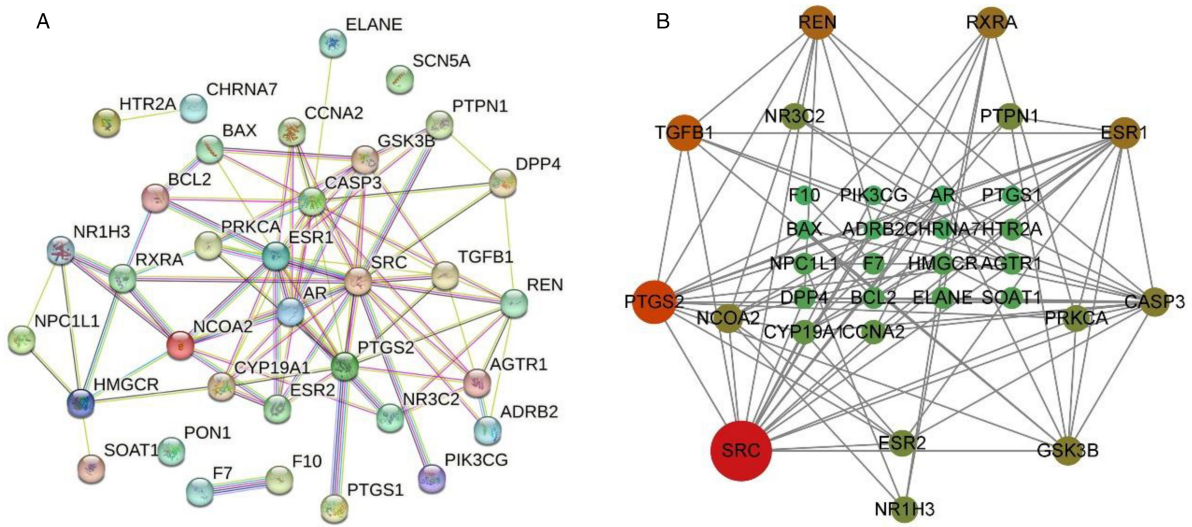 A
ELANE
SCN5A
HTR2A
CHRNA7
CCNA2
PTPN1
BAX
GSK3B
DPP4
BCL2
CASP3
NR1H3
PRKCA
ESR1
RXRA
SRC
TGFB1
REN
AR
NPC1L1
NCOA2
PTGS2
HMGCR
CYP19A1
AGTR1
ESR2
NR3C2
ADRB2
SOAT1
PON1
F7
F10
PTGS1
PIK3CG
B
REN
RXRA
TGFB1
NR3C2
PTPN1
ESR1
F10
PIK3CG
AR
PTGS1
BAX
ADRB2
CHRNA7
HTR2A
NPC1L1
F7
HMGCR
AGTR1
PTGS2
NCOA2
DPP4
BCL2
ELANE
SOAT1
PRKCA
CASP3
CYP19A1
CCNA2
SRC
ESR2
GSK3B
NR1H3